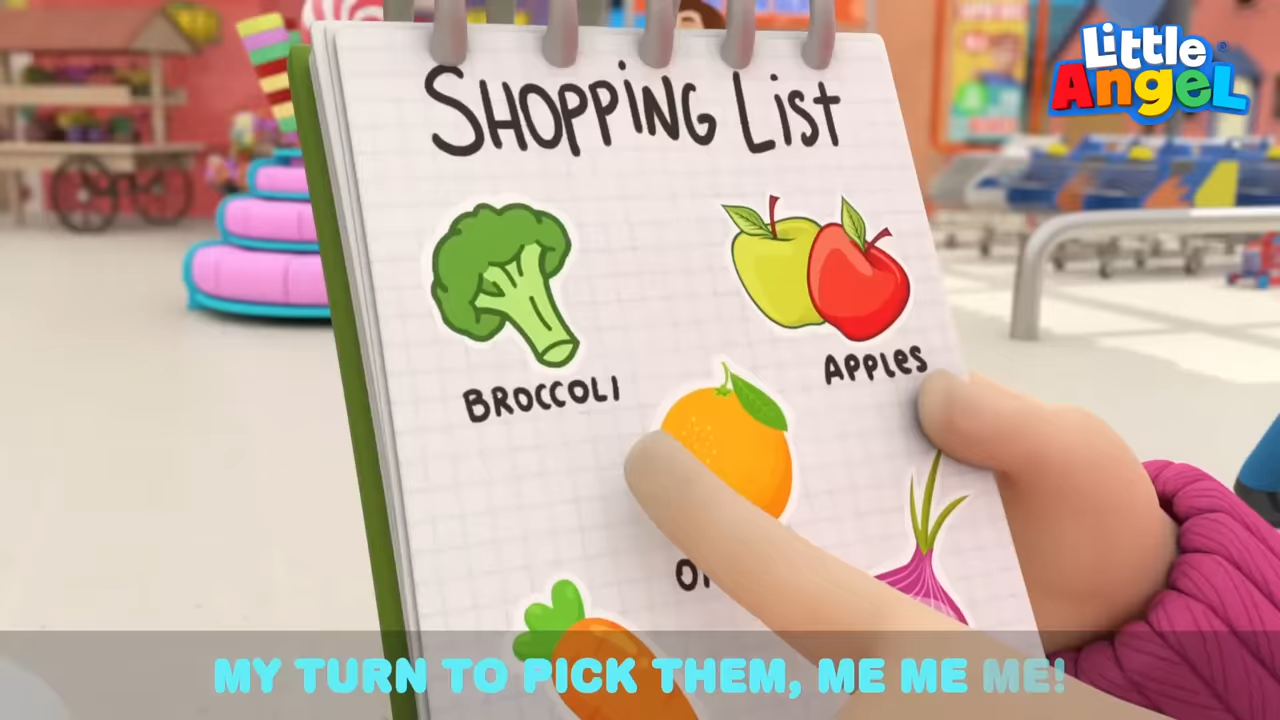 Little
Angel
SHOPPING List
BROCCOLI
APPLES
MY TURN TO PICK THEM, ME ME ME!